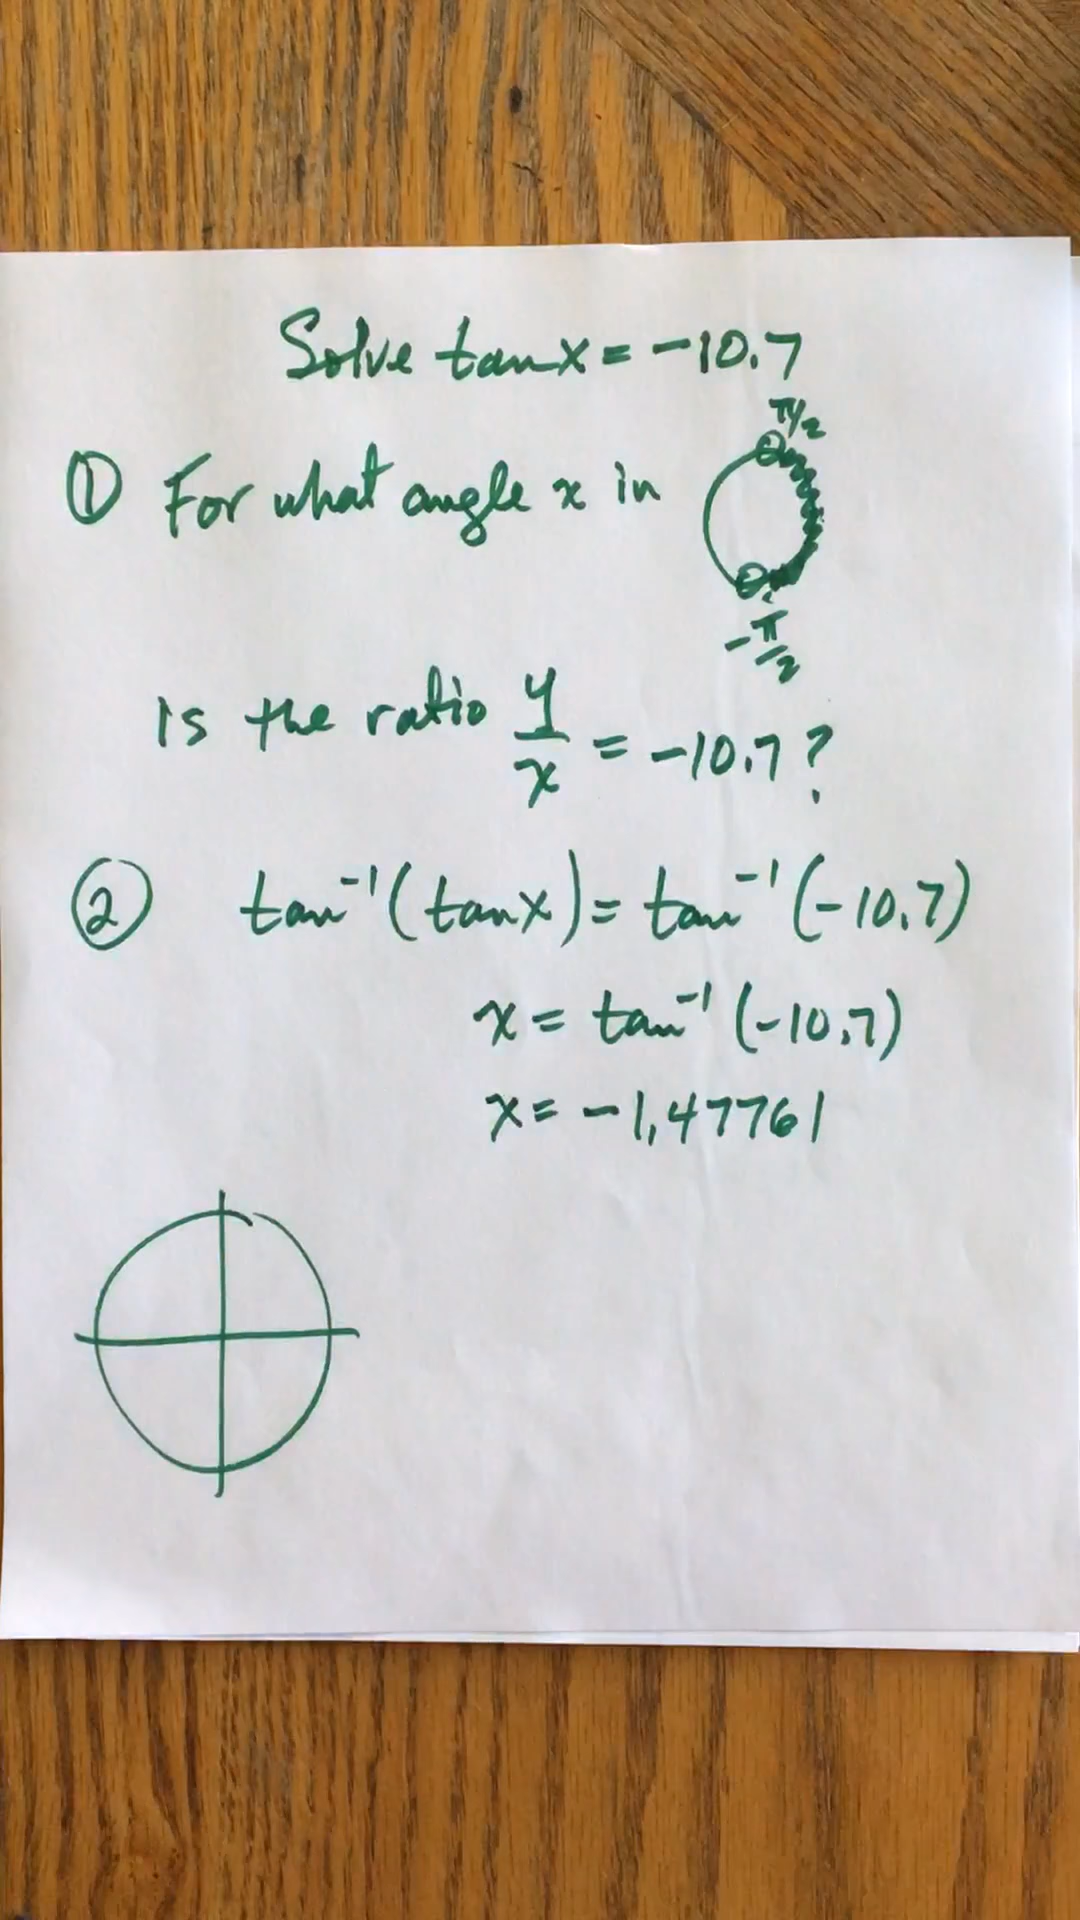 Solve tan x = -10.7
① For what angle x in
π/2
-π/2
is the ratio y/x = -10.7?
② tan⁻¹(tan x) = tan⁻¹(-10.7)
x = tan⁻¹(-10.7)
x = -1.47761